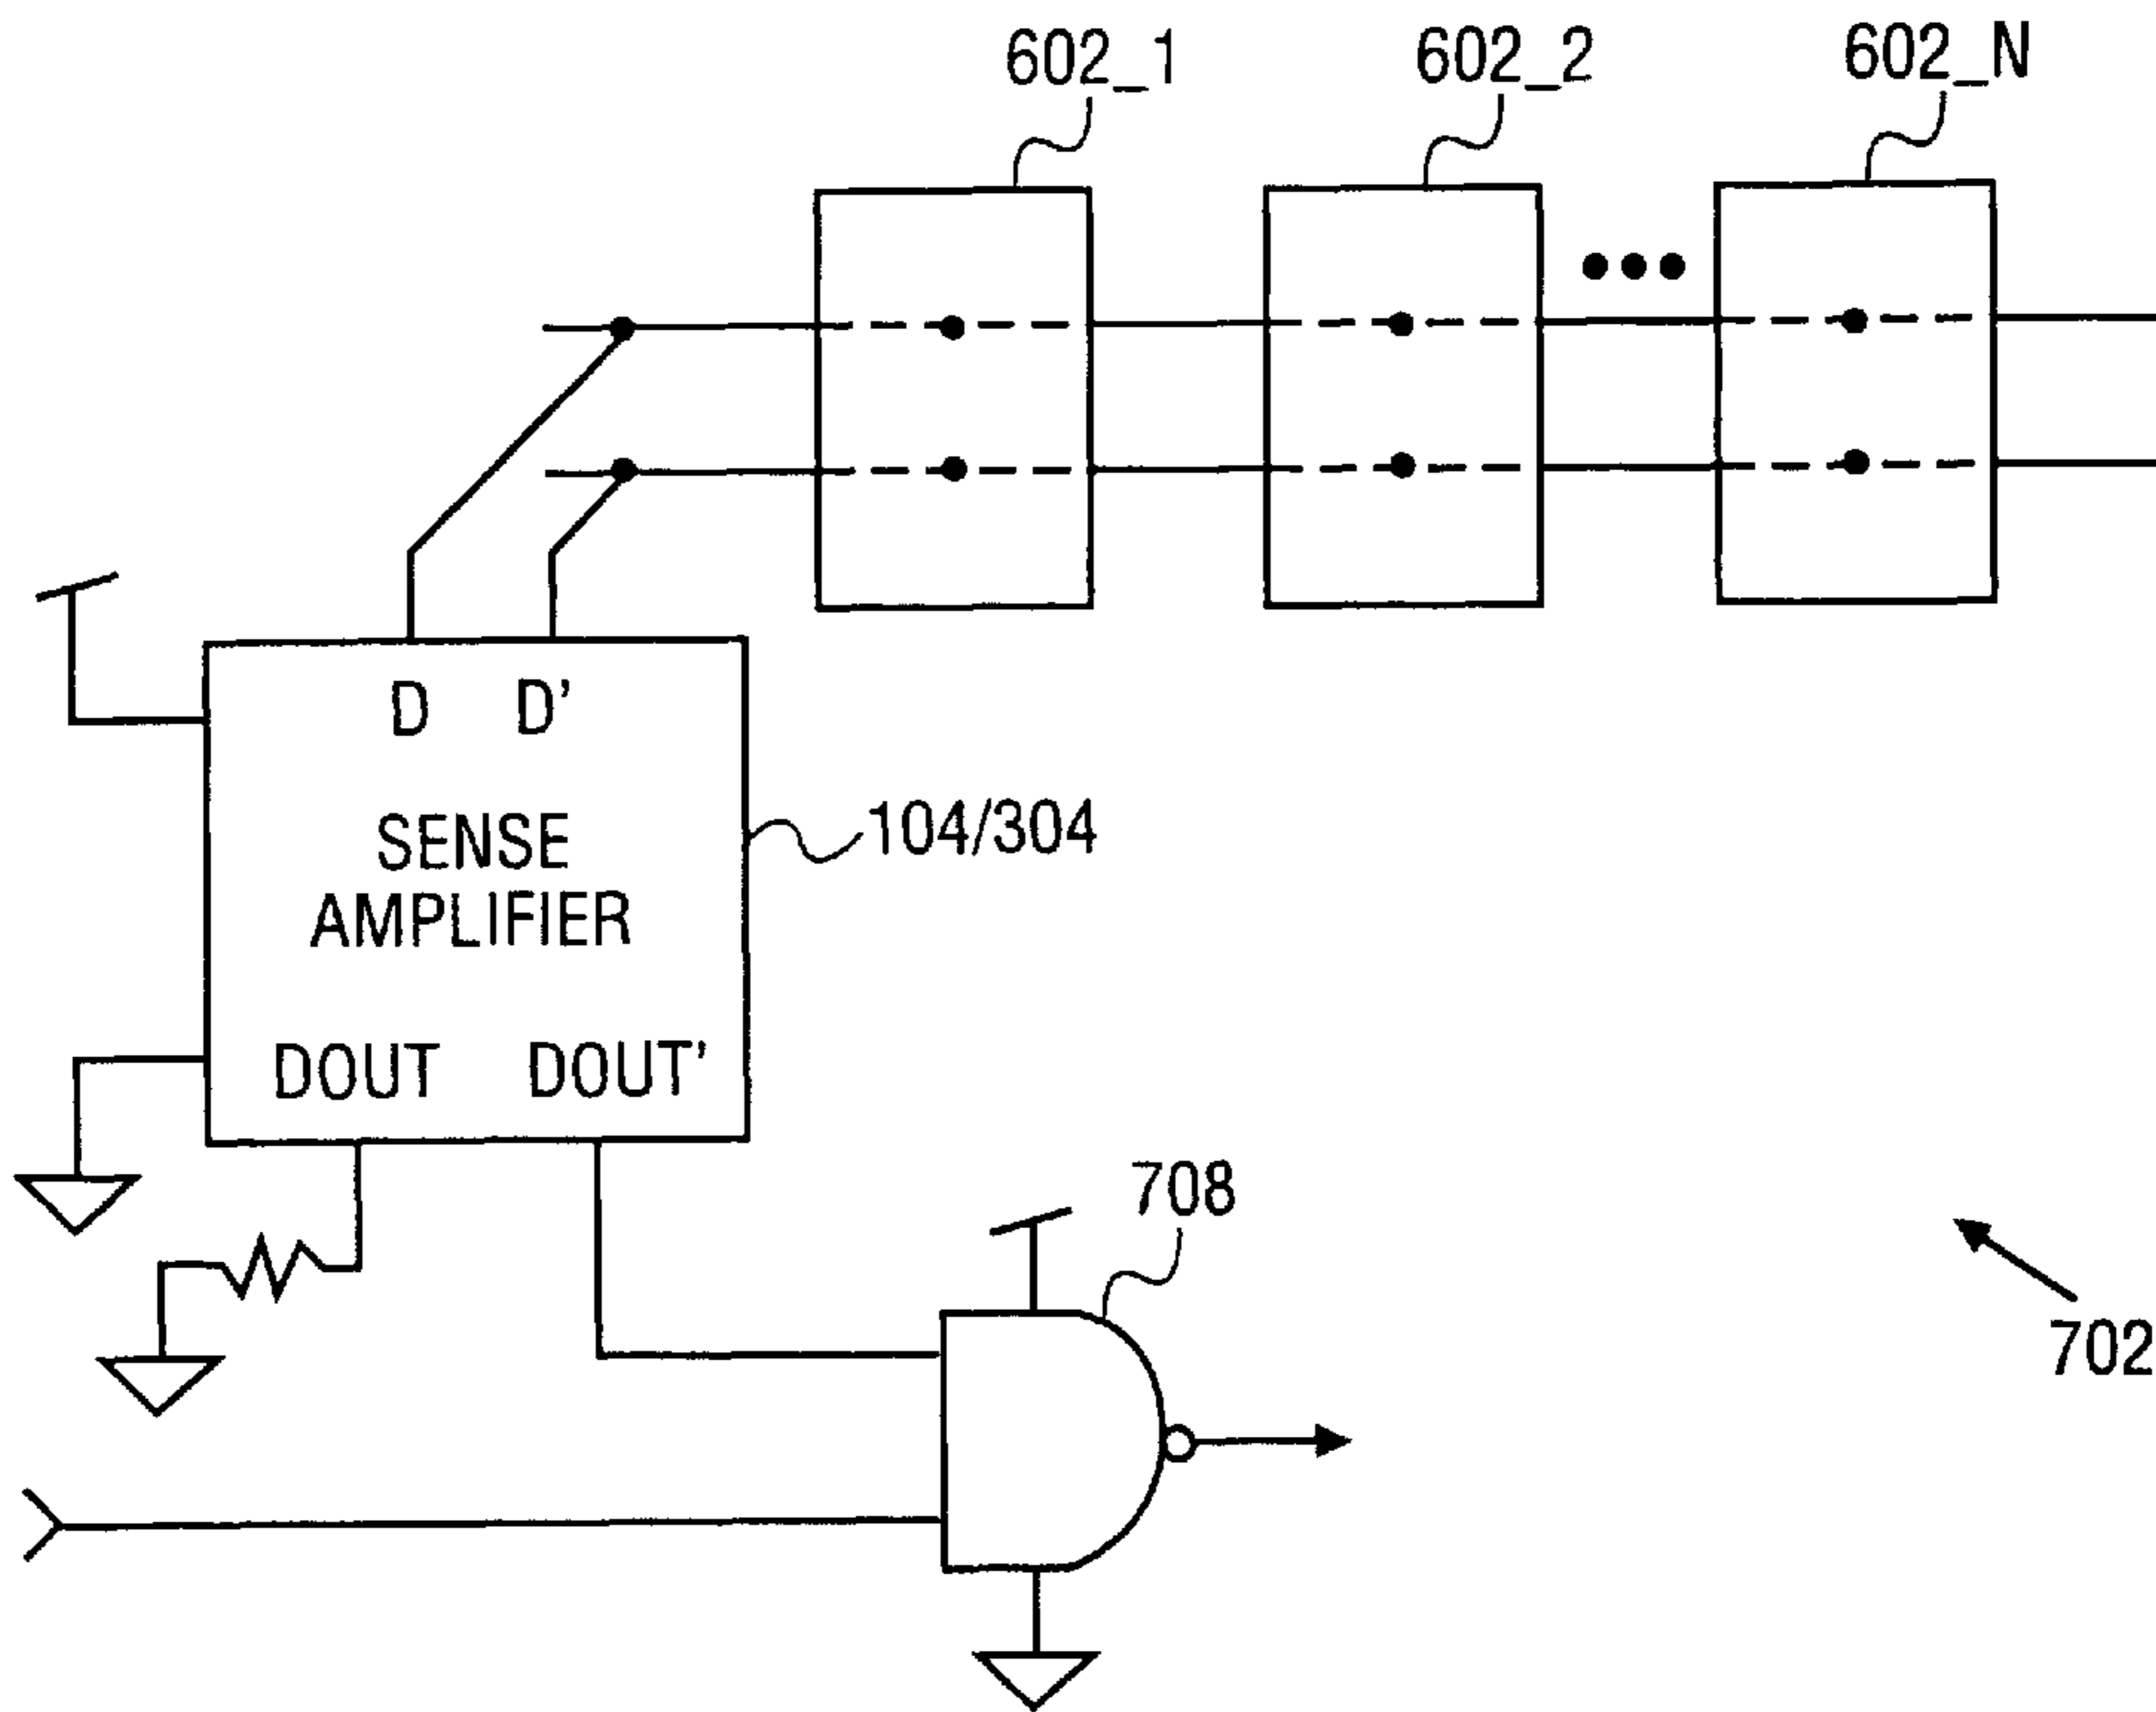 602_1 602_2 602_N
D D'
SENSE
AMPLIFIER
104/304
DOUT DOUT'
708
702